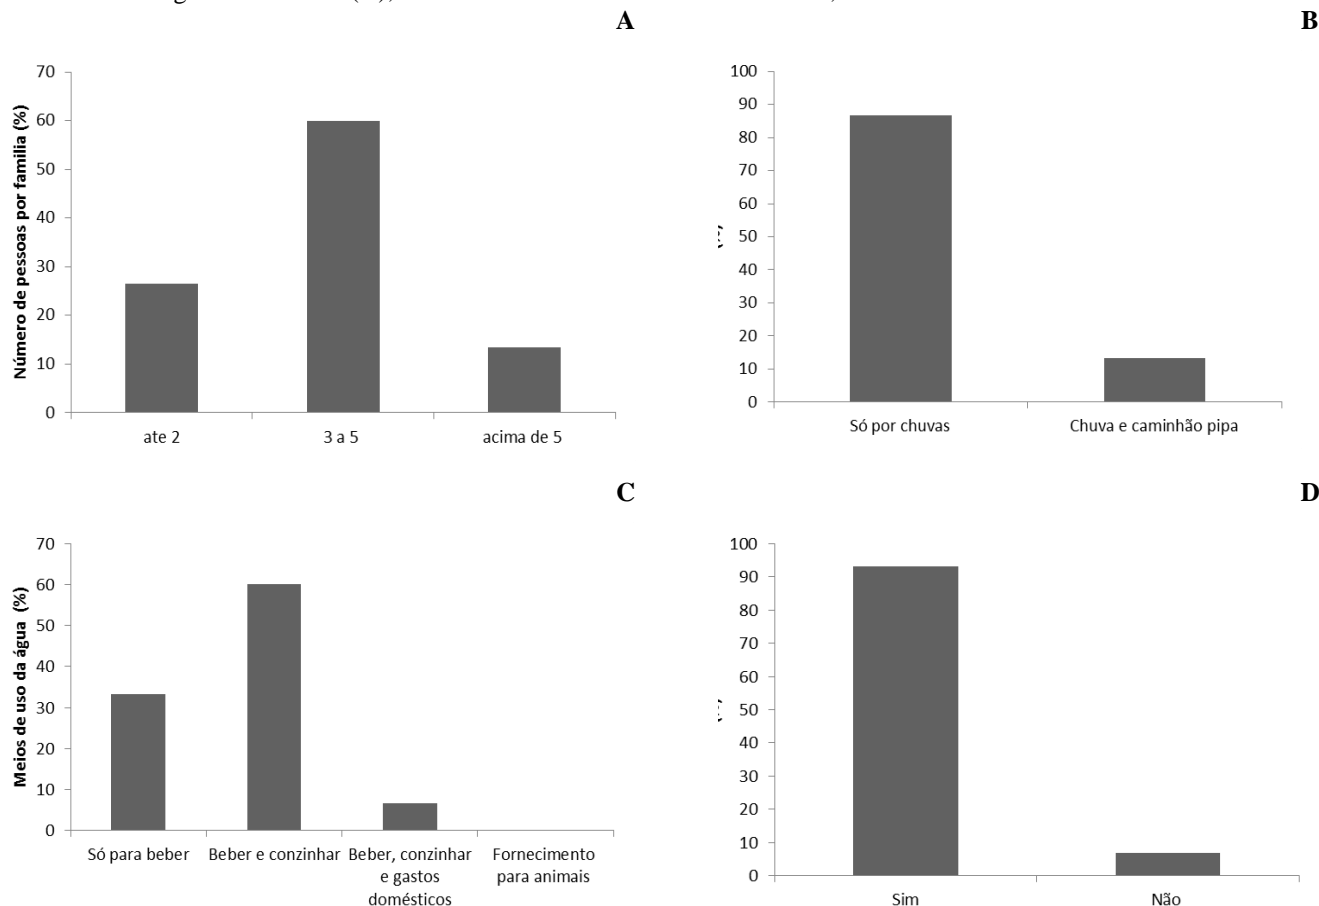 A
Número de pessoas por familia (%)
70
60
50
40
30
20
10
0
ate 2
3 a 5
acima de 5
B
100
90
80
70
60
50
40
30
20
10
0
Só por chuvas
Chuva e caminhão pipa
C
Meios de uso da água (%)
70
60
50
40
30
20
10
0
Só para beber
Beber e conzinhar
Beber, conzinhar
e gastos
domésticos
Fornecimento
para animais
D
100
90
80
70
60
50
40
30
20
10
0
Sim
Não